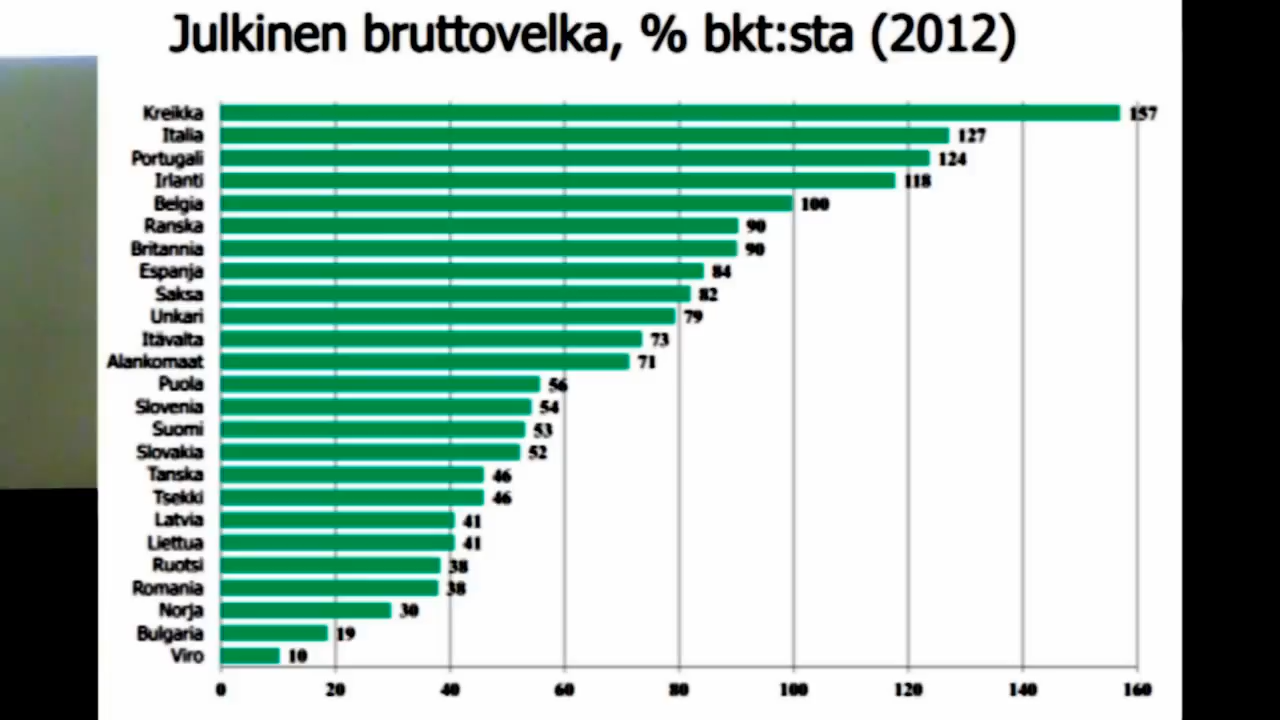 Julkinen bruttovelka, % bkt:sta (2012)
Kreikka 157
Italia 127
Portugali 124
Irlanti 118
Belgia 100
Ranska 90
Britannia 90
Espanja 84
Saksa 82
Unkari 79
Itävalta 73
Alankomaat 71
Puola 56
Slovenia 54
Suomi 53
Slovakia 52
Tanska 46
Tsekki 46
Latvia 41
Liettua 41
Ruotsi 38
Romania 38
Norja 30
Bulgaria 19
Viro 10
0 20 40 60 80 100 120 140 160